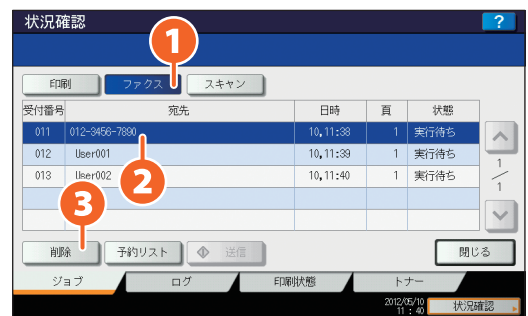 状況確認 ?
1
印刷 ファクス スキャン
受付番号 宛先 日時 頁 状態
011 012-3456-7890 10,11:38 1 実行待ち
012 User001 10,11:39 1 実行待ち
013 User002 10,11:40 1 実行待ち
2
1
1
3
削除 予約リスト 送信 閉じる
ジョブ ログ 印刷状態 トナー
2012/05/10
11 : 40
状況確認